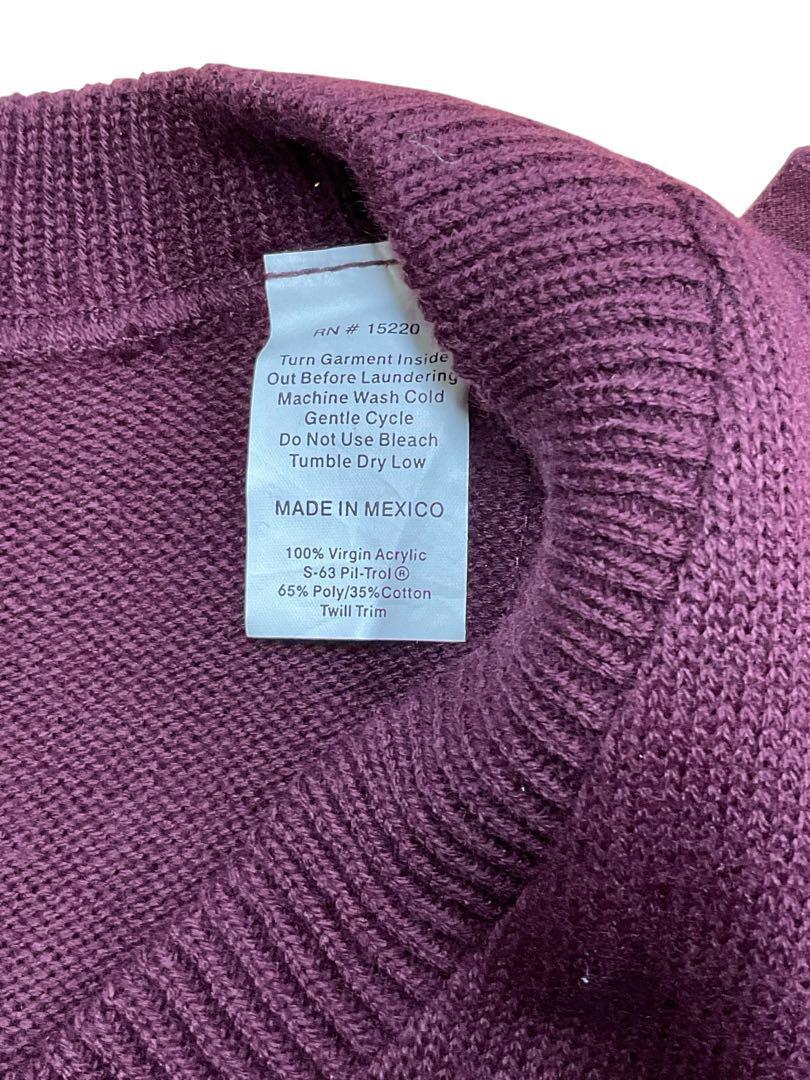 RN # 15220
Turn Garment Inside
Out Before Laundering
Machine Wash Cold
Gentle Cycle
Do Not Use Bleach
Tumble Dry Low
MADE IN MEXICO
100% Virgin Acrylic
S-63 Pil-Trol®
65% Poly/35%Cotton
Twill Trim